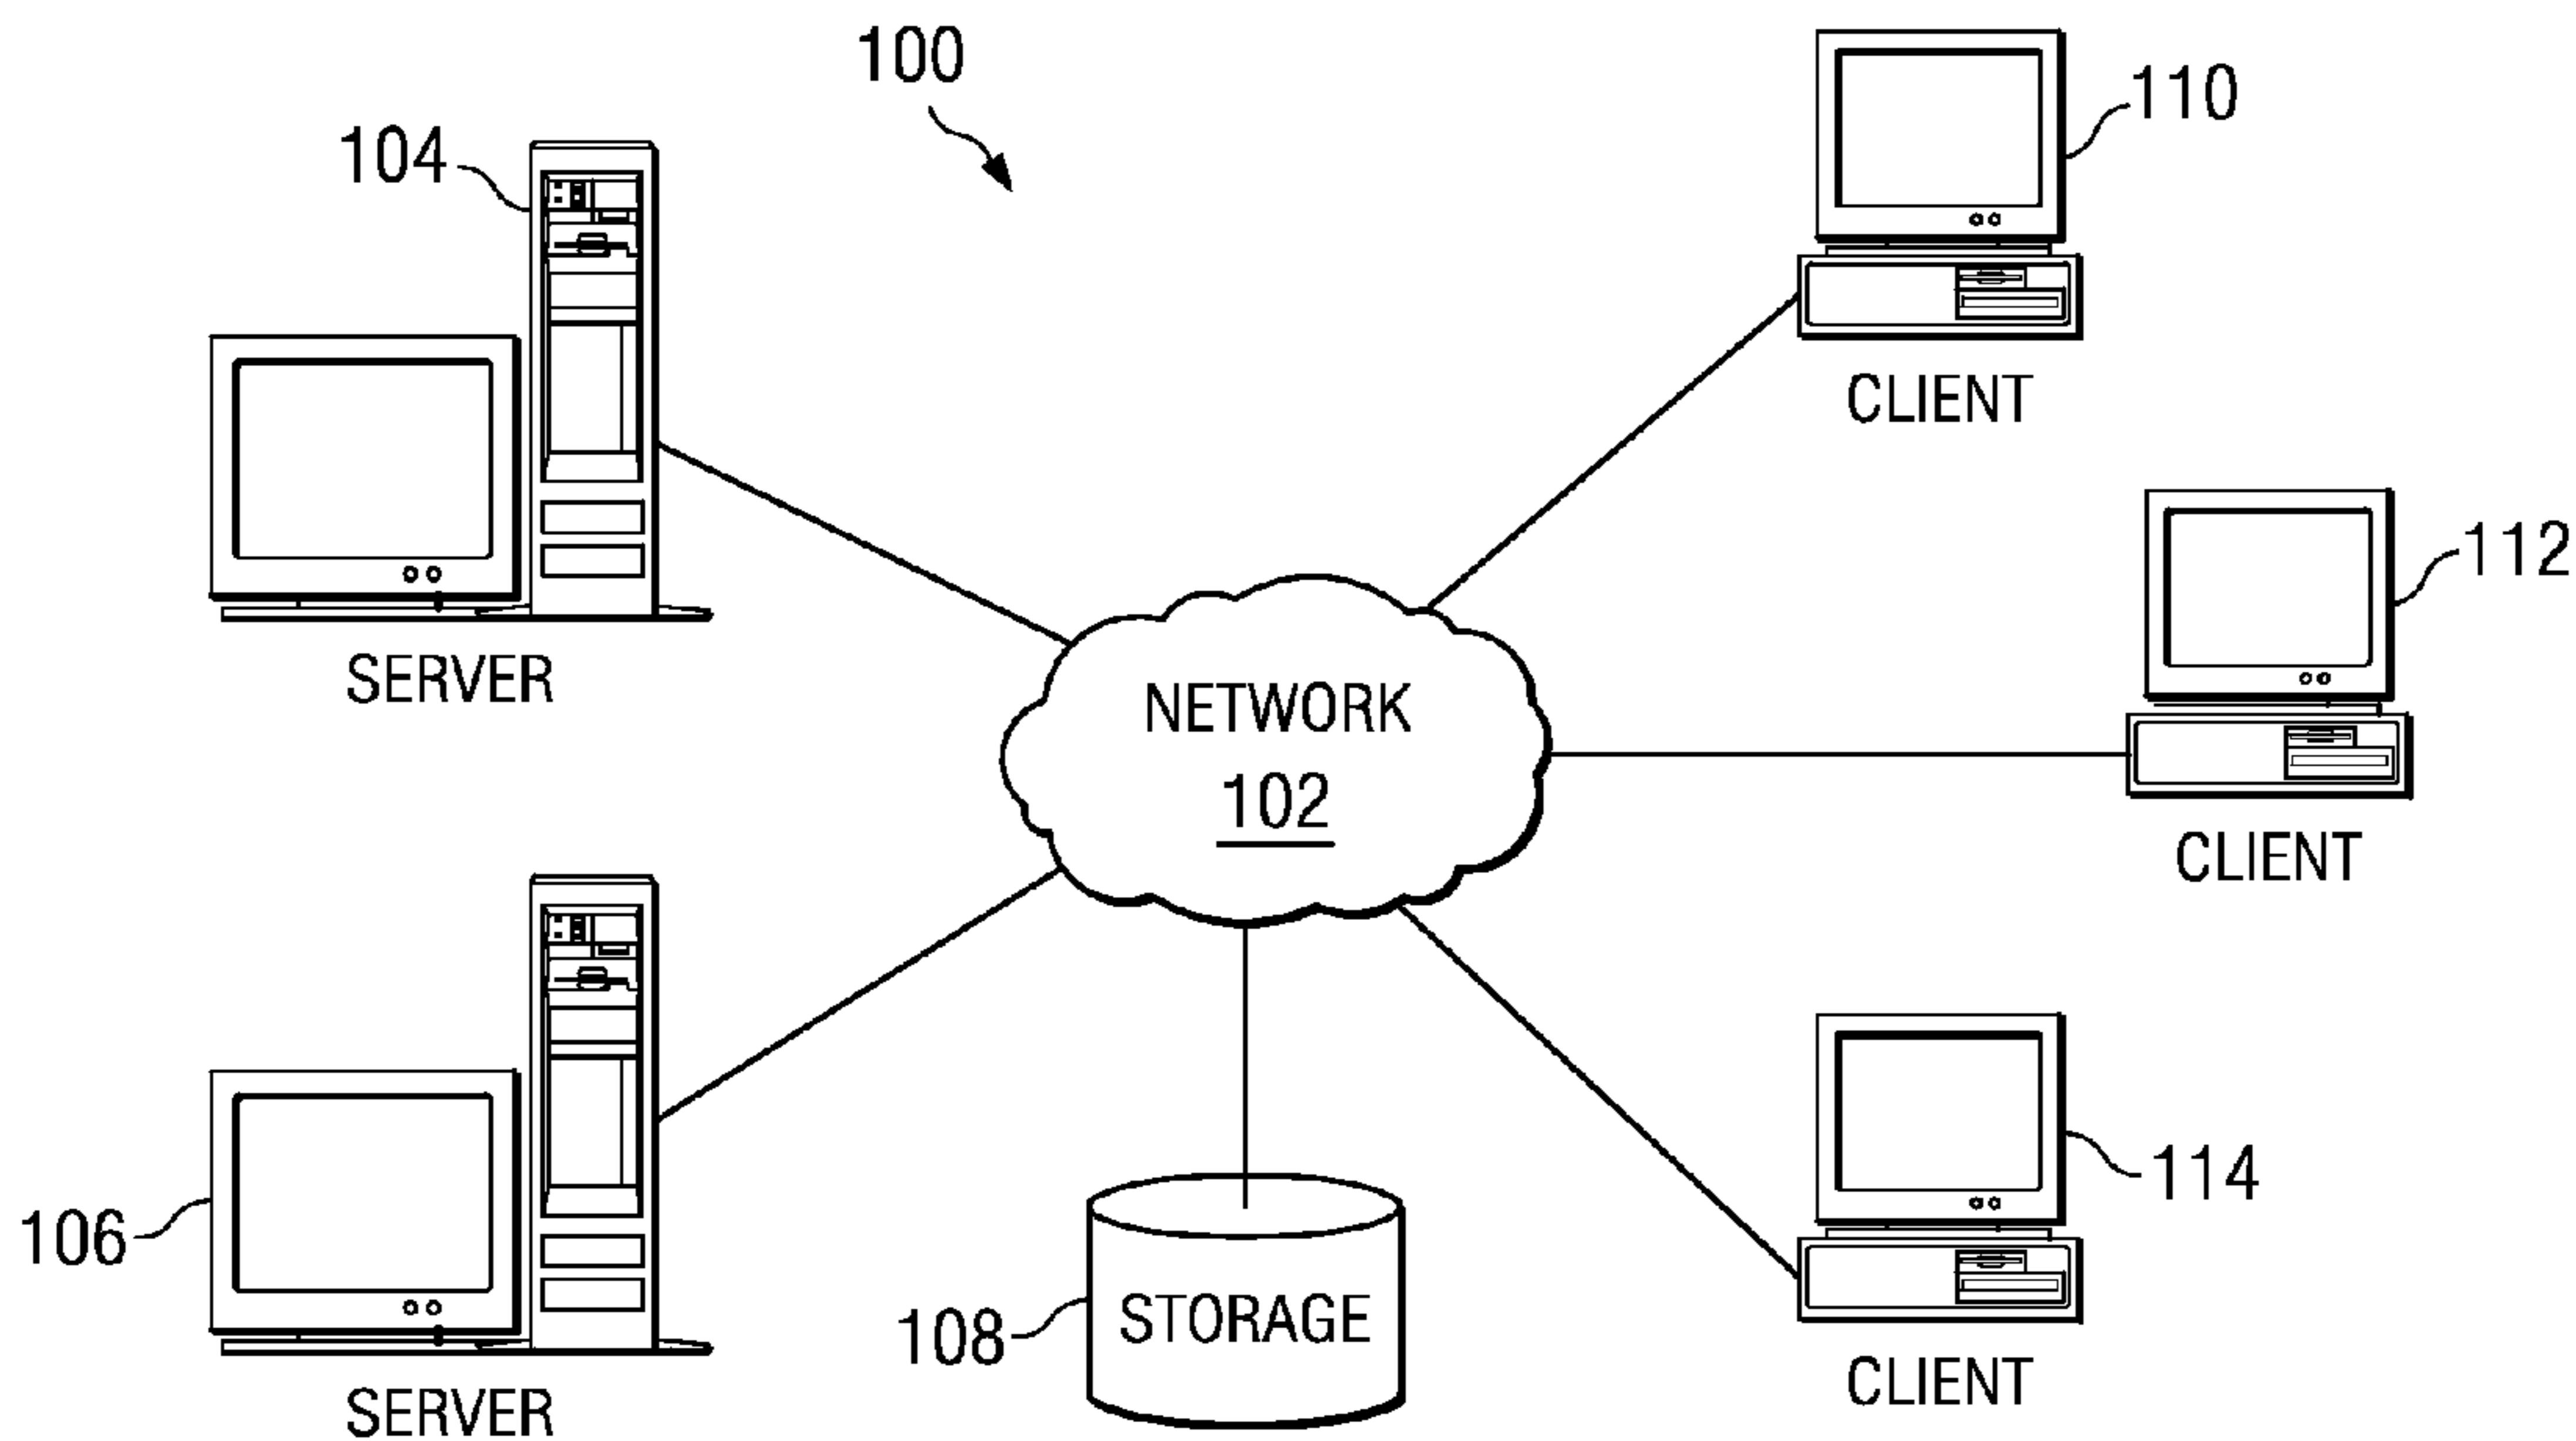 100
110
104
CLIENT
112
SERVER
NETWORK
102
CLIENT
114
106
108
STORAGE
CLIENT
SERVER